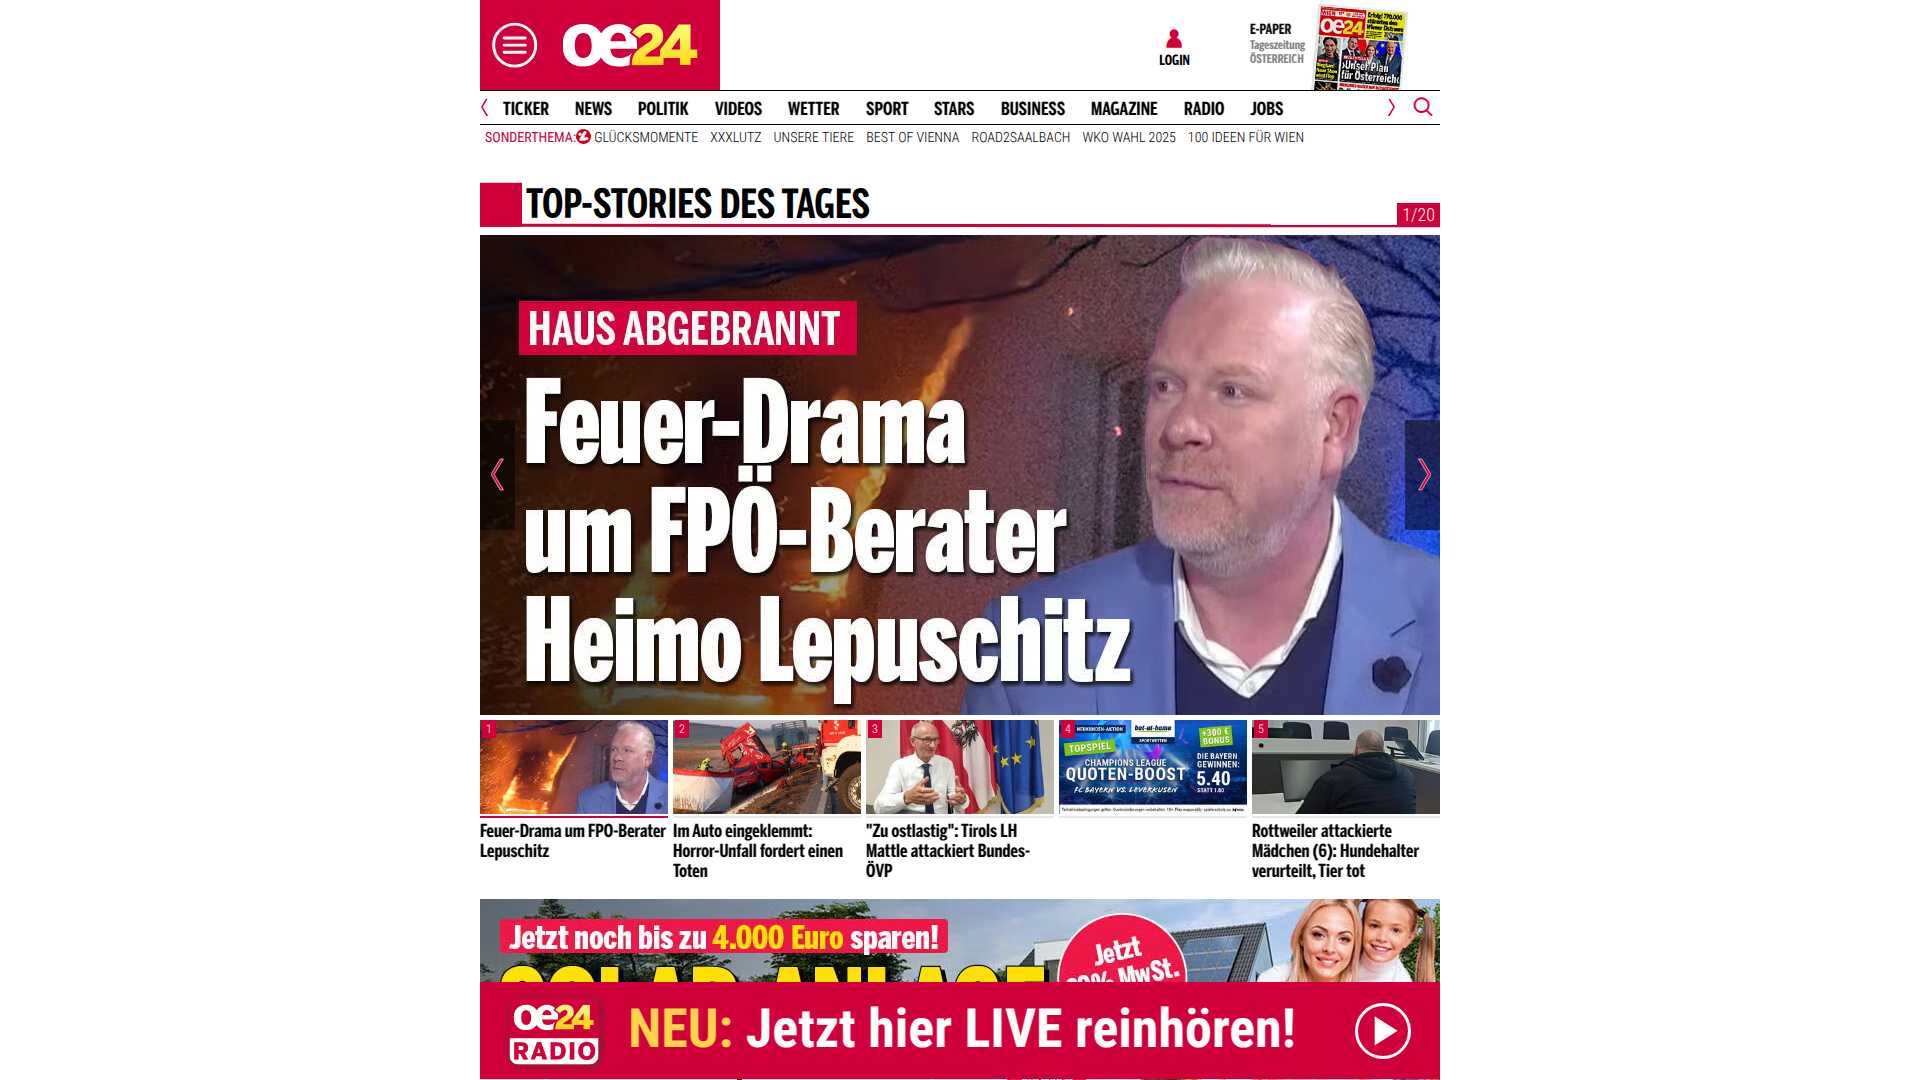 oe24
LOGIN
E-PAPER
Tageszeitung
ÖSTERREICH
oe24
TICKER NEWS POLITIK VIDEOS WETTER SPORT STARS BUSINESS MAGAZINE RADIO JOBS
SONDERTHEMA: GLÜCKSMOMENTE XXXLUTZ UNSERE TIERE BEST OF VIENNA ROAD2SAALBACH WKO WAHL 2025 100 IDEEN FÜR WIEN
TOP-STORIES DES TAGES
1/20
HAUS ABGEBRANNT
Feuer-Drama
um FPÖ-Berater
Heimo Lepuschitz
1
2
3
4
5
bet-at-home
SPORTWETTEN
+300 €
BONUS
TOPSPIEL
CHAMPIONS LEAGUE
QUOTEN-BOOST
FC BAYERN VS. LEVERKUSEN
DIE BAYERN
GEWINNEN:
5.40
STATT 1.60
Feuer-Drama um FPÖ-Berater
Lepuschitz
Im Auto eingeklemmt:
Horror-Unfall fordert einen
Toten
"Zu ostlastig": Tirols LH
Mattle attackiert Bundes-
ÖVP
Rottweiler attackierte
Mädchen (6): Hundehalter
verurteilt, Tier tot
Jetzt noch bis zu 4.000 Euro sparen!
SOLAR-ANLAGE
Jetzt
MwSt.
oe24
RADIO
NEU: Jetzt hier LIVE reinhören!